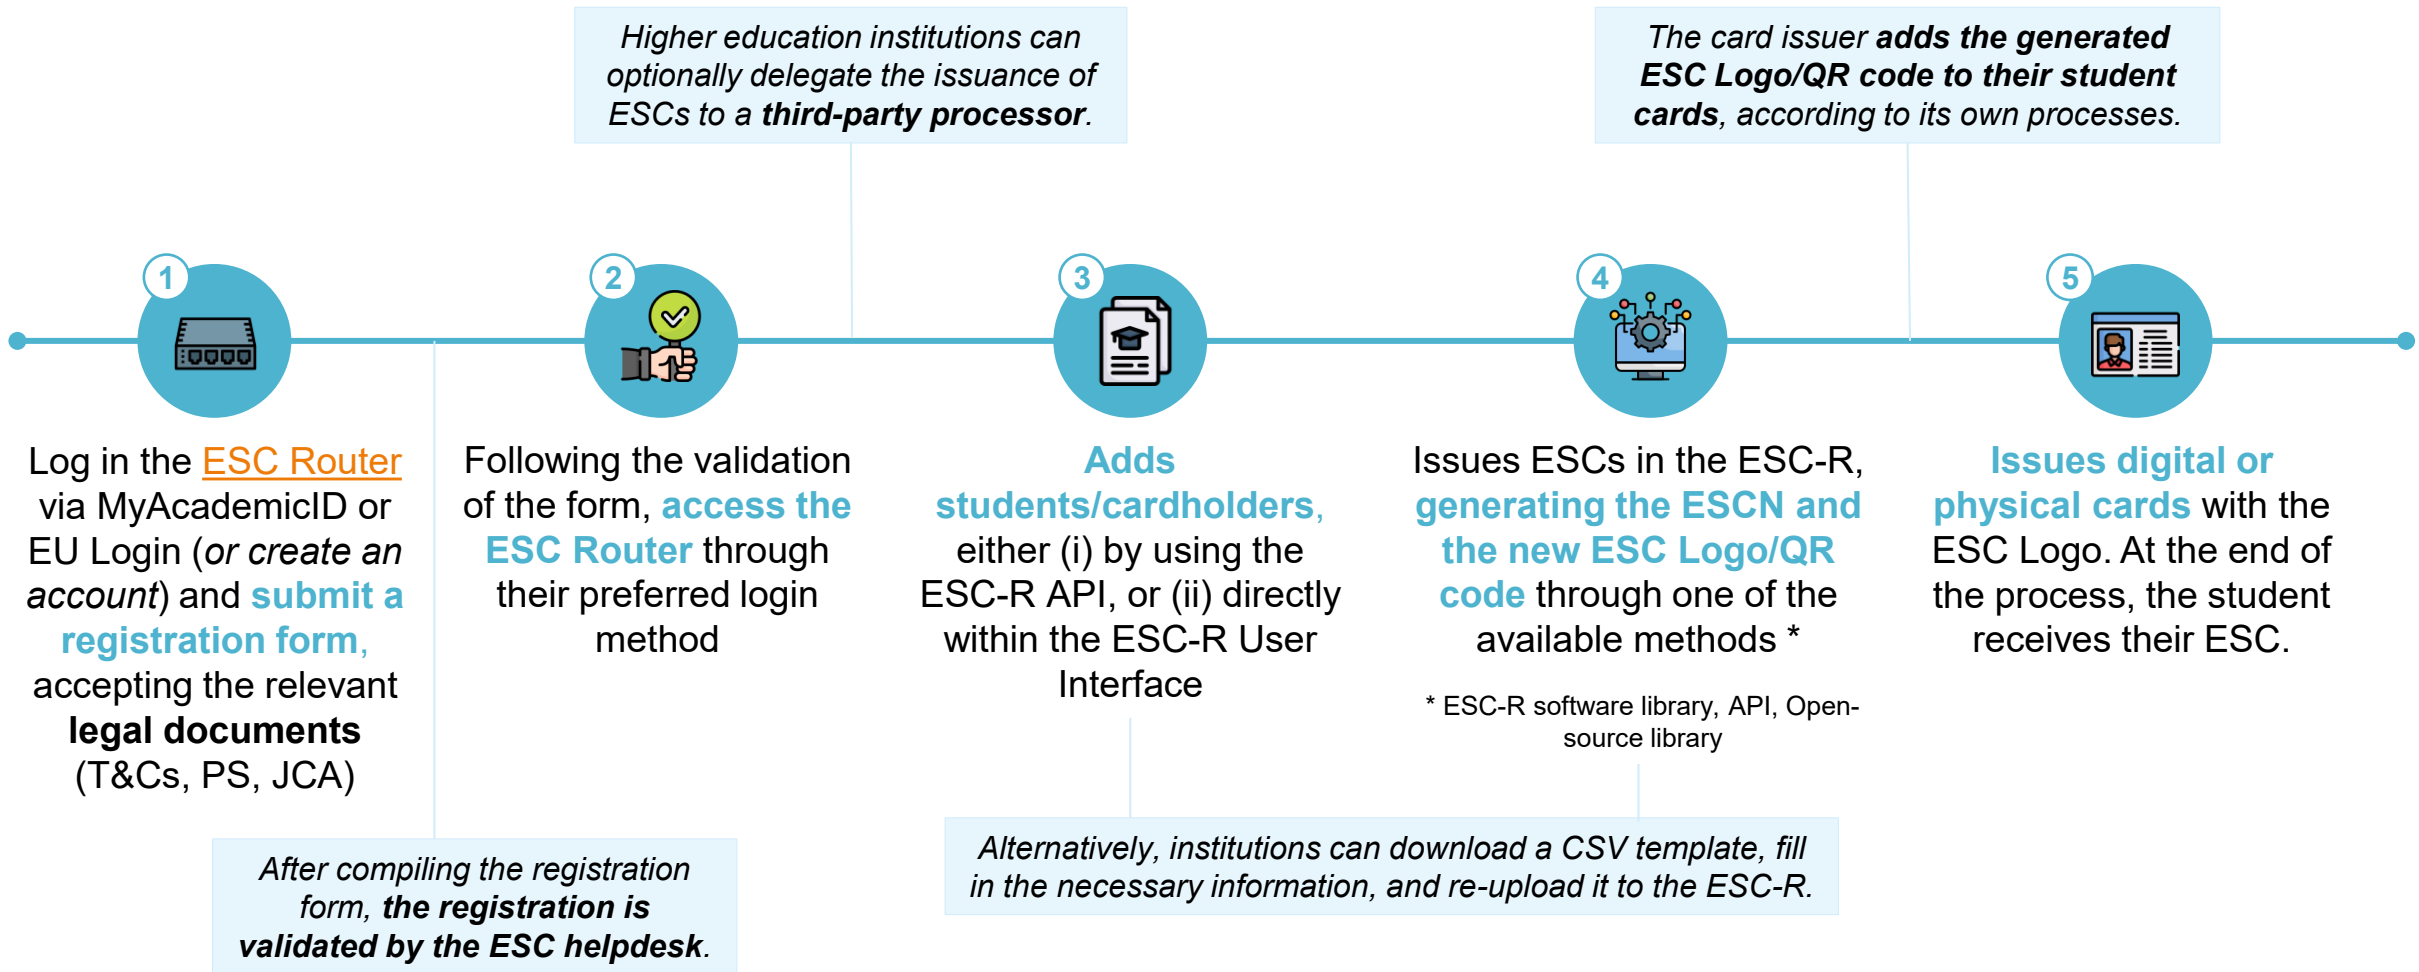 Higher education institutions can
optionally delegate the issuance of
ESCs to a third-party processor.
The card issuer adds the generated
ESC Logo/QR code to their student
cards, according to its own processes.
1
2
3
4
5
Log in the ESC Router
via MyAcademicID or
EU Login (or create an
account) and submit a
registration form,
accepting the relevant
legal documents
(T&Cs, PS, JCA)
Following the validation
of the form, access the
ESC Router through
their preferred login
method
Adds
students/cardholders,
either (i) by using the
ESC-R API, or (ii) directly
within the ESC-R User
Interface
Issues ESCs in the ESC-R,
generating the ESCN and
the new ESC Logo/QR
code through one of the
available methods *
* ESC-R software library, API, Open-
source library
Issues digital or
physical cards with the
ESC Logo. At the end of
the process, the student
receives their ESC.
After compiling the registration
form, the registration is
validated by the ESC helpdesk.
Alternatively, institutions can download a CSV template, fill
in the necessary information, and re-upload it to the ESC-R.